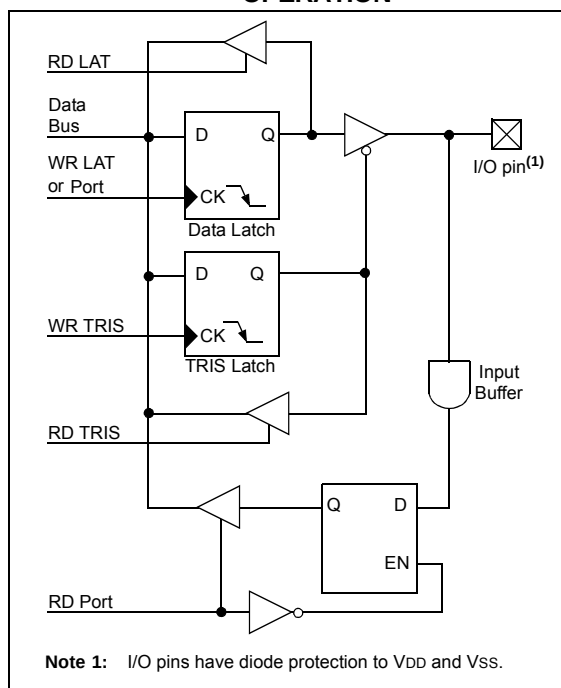 OPERATION
RD LAT
Data
Bus
D
Q
WR LAT
or Port
CK
Data Latch
I/O pin(1)
D
Q
WR TRIS
CK
TRIS Latch
Input
Buffer
RD TRIS
Q
D
EN
RD Port
Note 1: I/O pins have diode protection to VDD and VSS.